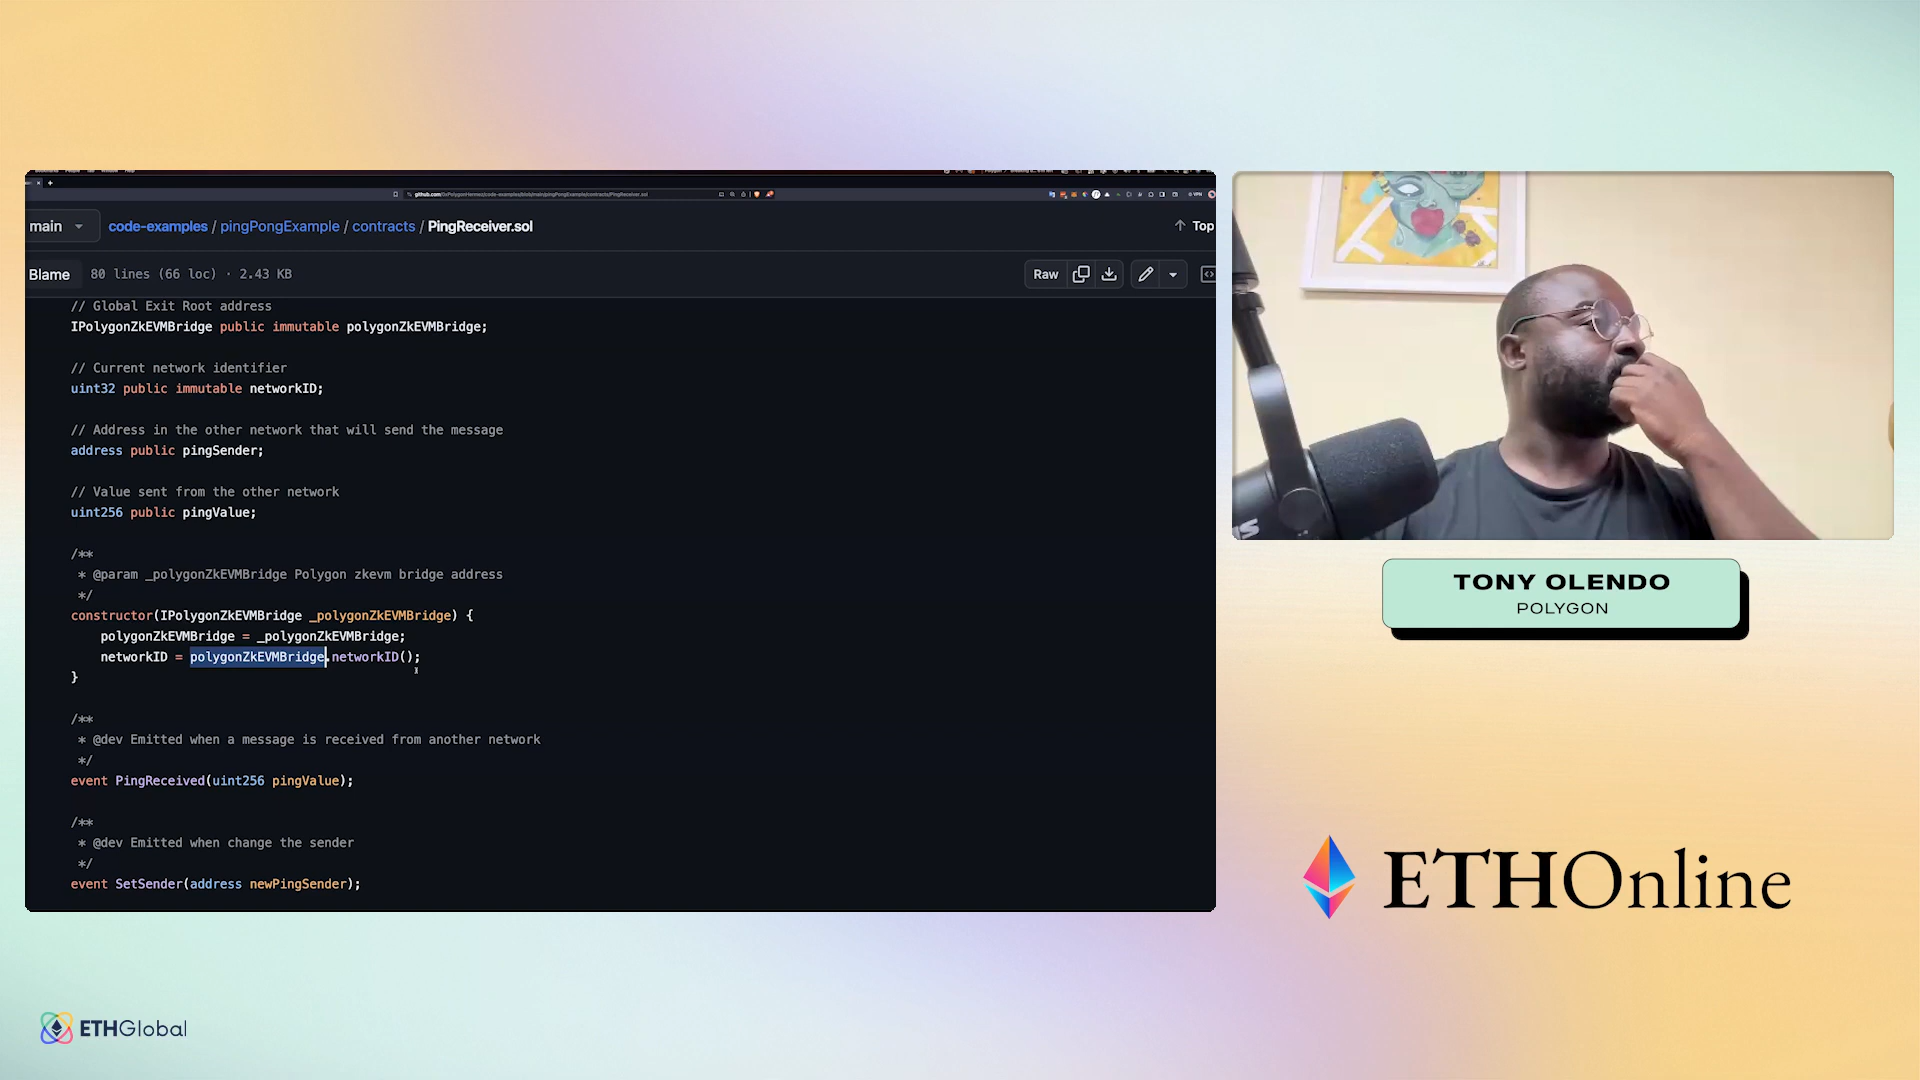 main
code-examples / pingPongExample / contracts / PingReceiver.sol
Top
Blame
80 lines (66 loc) · 2.43 KB
Raw
// Global Exit Root address
IPolygonZkEVMBridge public immutable polygonZkEVMBridge;
// Current network identifier
uint32 public immutable networkID;
// Address in the other network that will send the message
address public pingSender;
// Value sent from the other network
uint256 public pingValue;
/**
* @param _polygonZkEVMBridge Polygon zkevm bridge address
*/
constructor(IPolygonZkEVMBridge _polygonZkEVMBridge) {
polygonZkEVMBridge = _polygonZkEVMBridge;
networkID = polygonZkEVMBridge.networkID();
}
/**
* @dev Emitted when a message is received from another network
*/
event PingReceived(uint256 pingValue);
/**
* @dev Emitted when change the sender
*/
event SetSender(address newPingSender);
TONY OLENDO
POLYGON
ETHOnline
ETHGlobal